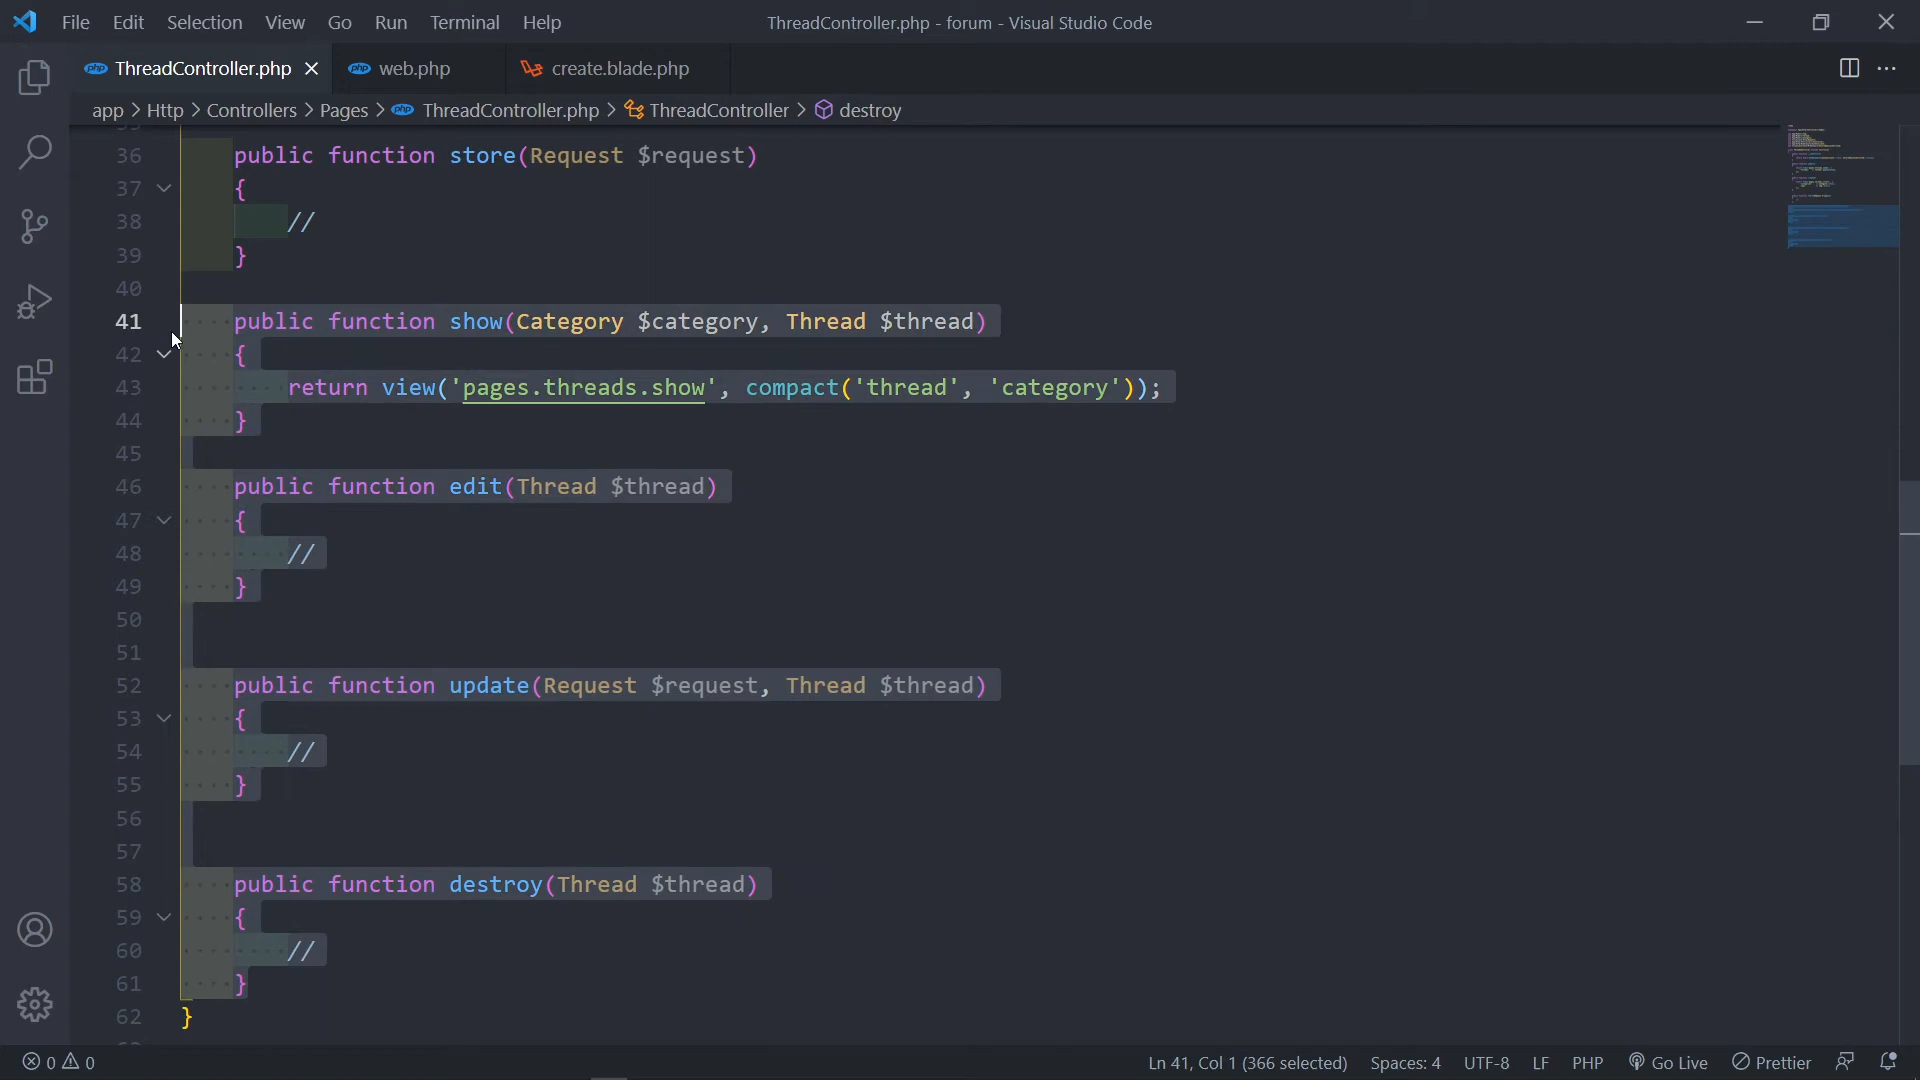 File Edit Selection View Go Run Terminal Help ThreadController.php - forum - Visual Studio Code
php ThreadController.php php web.php create.blade.php
app > Http > Controllers > Pages > php ThreadController.php > ThreadController > destroy
36 public function store(Request $request)
37 {
38 //
39 }
40
41 public function show(Category $category, Thread $thread)
42 {
43 return view('pages.threads.show', compact('thread', 'category'));
44 }
45
46 public function edit(Thread $thread)
47 {
48 //
49 }
50
51
52 public function update(Request $request, Thread $thread)
53 {
54 //
55 }
56
57
58 public function destroy(Thread $thread)
59 {
60 //
61 }
62 }
0 0 Ln 41, Col 1 (366 selected) Spaces: 4 UTF-8 LF PHP Go Live Prettier